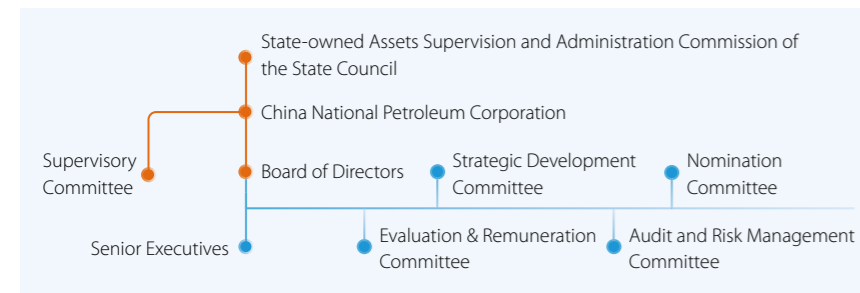 State-owned Assets Supervision and Administration Commission of
the State Council
China National Petroleum Corporation
Supervisory
Committee
Board of Directors
Strategic Development
Committee
Nomination
Committee
Senior Executives
Evaluation & Remuneration
Committee
Audit and Risk Management
Committee